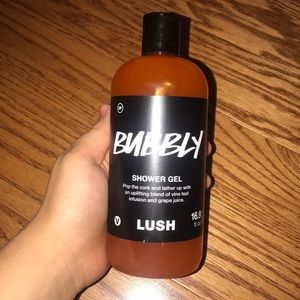 BUBBLY
SHOWER GEL
Pop the cork and lather up with
an uplifting blend of vine leaf
infusion and grape juice.
V
LUSH
16.9
fl.